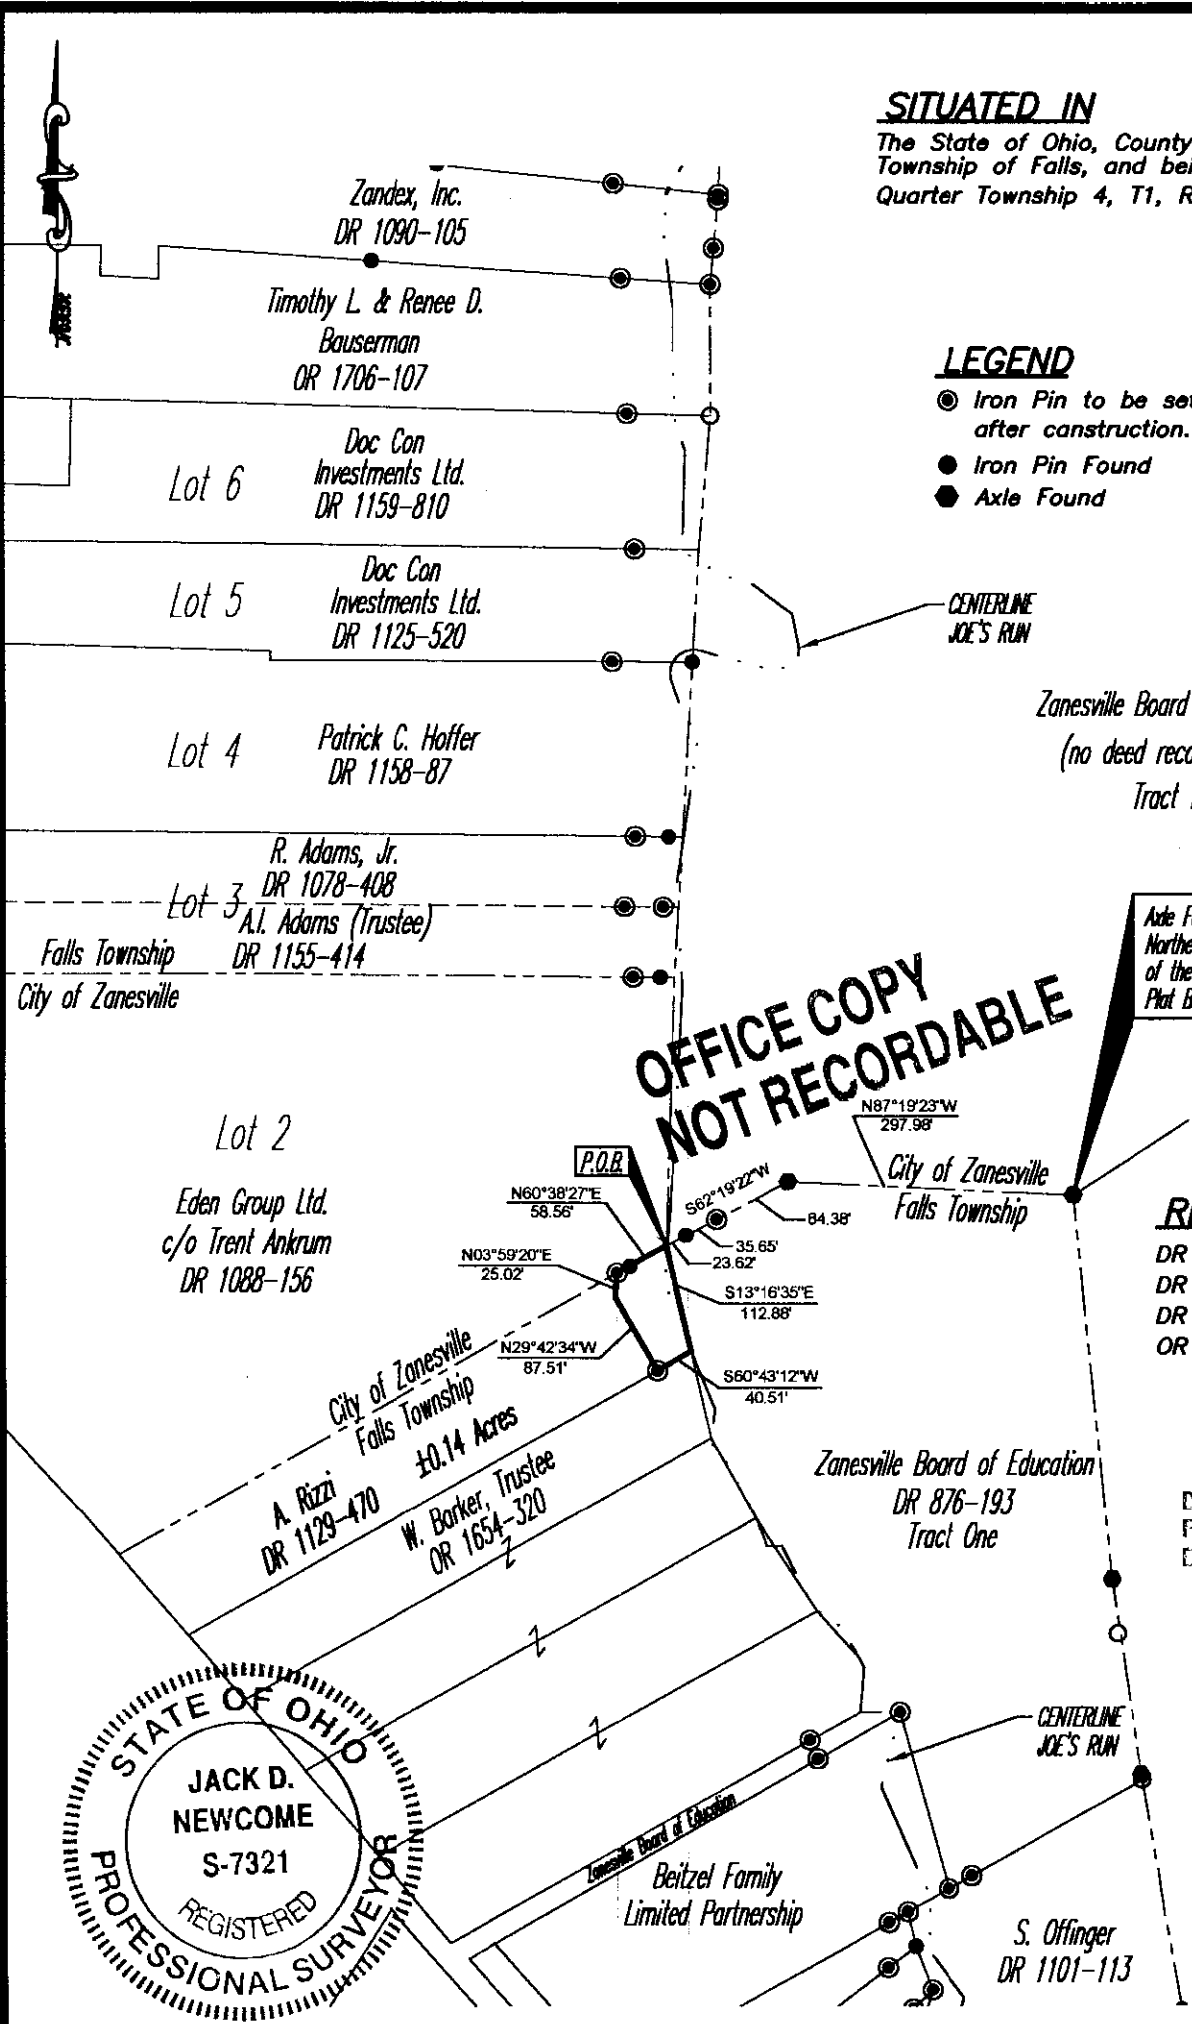 SITUATED IN
The State of Ohio, County
Township of Falls, and bei
Quarter Township 4, T1, R
Zandex, Inc.
DR 1090-105
Timothy L. & Renee D.
Bauserman
OR 1706-107
LEGEND
Iron Pin to be set
after canstruction.
Iron Pin Found
Axle Found
Lot 6
Doc Con
Investments Ltd.
DR 1159-810
Lot 5
Doc Con
Investments Ltd.
DR 1125-520
CENTERLINE
JOE'S RUN
Lot 4
Patrick C. Hoffer
DR 1158-87
Zanesville Board
(no deed reco
Tract
R. Adams, Jr.
DR 1078-408
Lot 3
A.I. Adams (Trustee)
DR 1155-414
Falls Township
City of Zanesville
Axle F
Northe
of the
Plat B
OFFICE COPY
NOT RECORDABLE
Lot 2
Eden Group Ltd.
c/o Trent Ankrum
DR 1088-156
P.O.B.
N87°19'23"W
297.98'
City of Zanesville
Falls Township
S62°19'22"W
84.38'
35.65'
23.62'
N60°38'27"E
58.56'
N03°59'20"E
25.02'
S13°16'35"E
112.88'
N29°42'34"W
87.51'
S60°43'12"W
40.51'
DR
DR
DR
OR
City of Zanesville
Falls Township
A. Rizzi
DR 1129-470
±0.14 Acres
W. Barker, Trustee
OR 1654-320
Zanesville Board of Education
DR 876-193
Tract One
CENTERLINE
JOE'S RUN
STATE OF OHIO
JACK D.
NEWCOME
S-7321
REGISTERED
PROFESSIONAL SURVEYOR
Zanesville Board of Education
Beitzel Family
Limited Partnership
S. Offinger
DR 1101-113